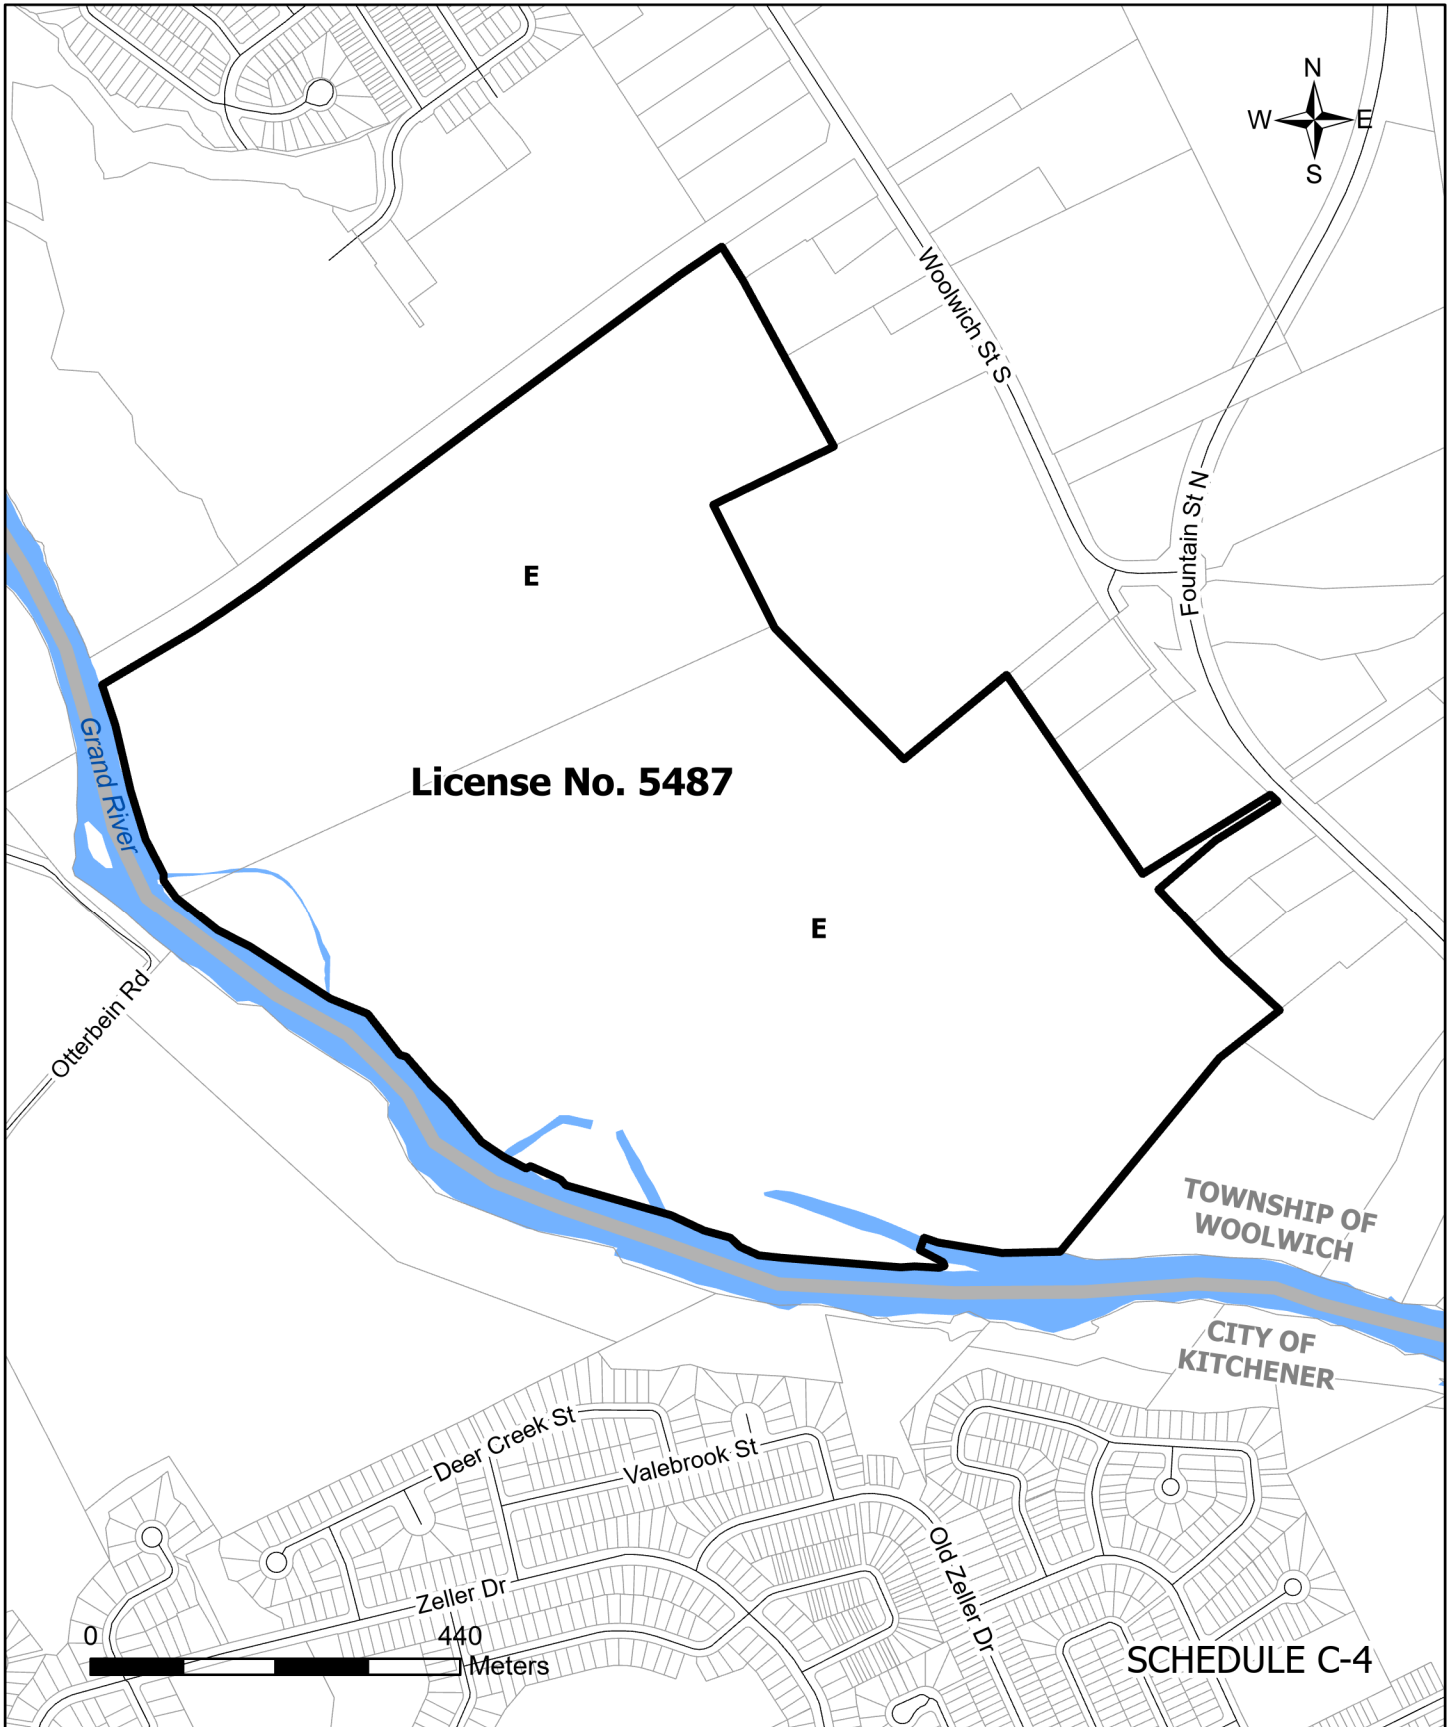 N
W E
S
Woolwich St S
Fountain St N
E
License No. 5487
Grand River
E
Otterbein Rd
TOWNSHIP OF
WOOLWICH
CITY OF
KITCHENER
Deer Creek St
Valebrook St
Old Zeller Dr
Zeller Dr
0 440
Meters
SCHEDULE C-4